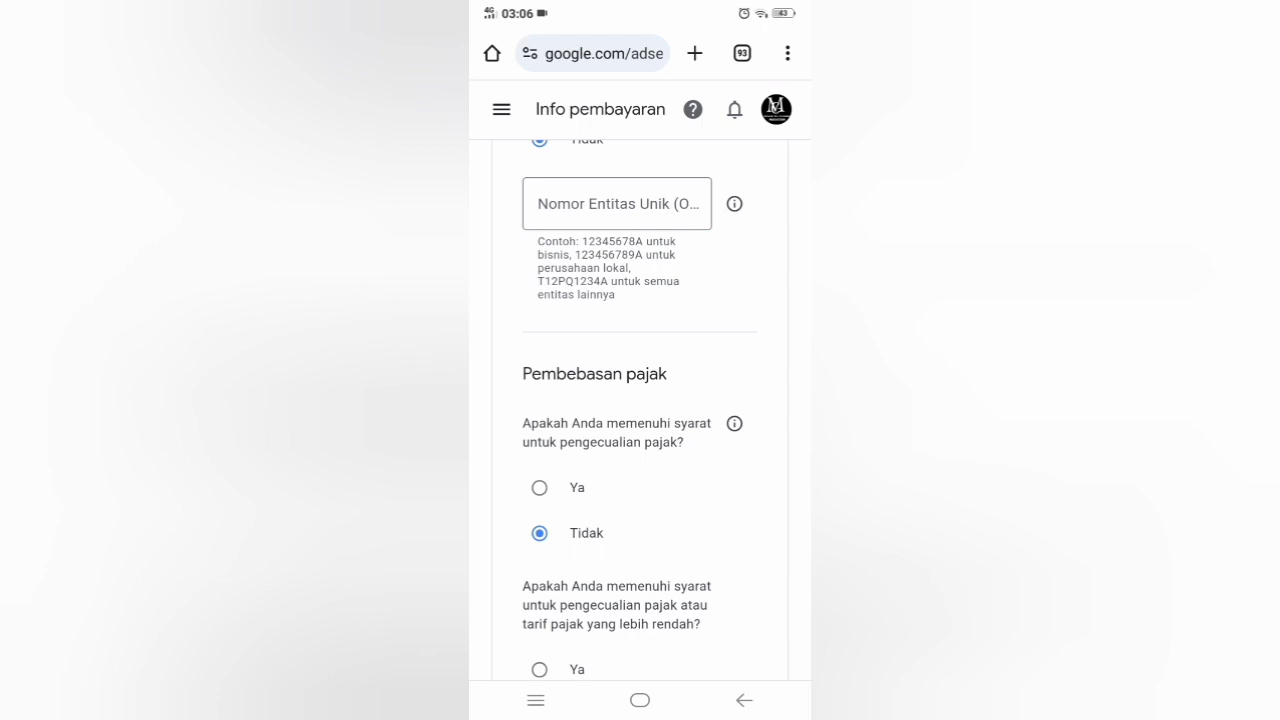 4G 03:06 43
google.com/adse 93
Info pembayaran
Tidak
Nomor Entitas Unik (O...
Contoh: 12345678A untuk
bisnis, 123456789A untuk
perusahaan lokal,
T12PQ1234A untuk semua
entitas lainnya
Pembebasan pajak
Apakah Anda memenuhi syarat
untuk pengecualian pajak?
Ya
Tidak
Apakah Anda memenuhi syarat
untuk pengecualian pajak atau
tarif pajak yang lebih rendah?
Ya